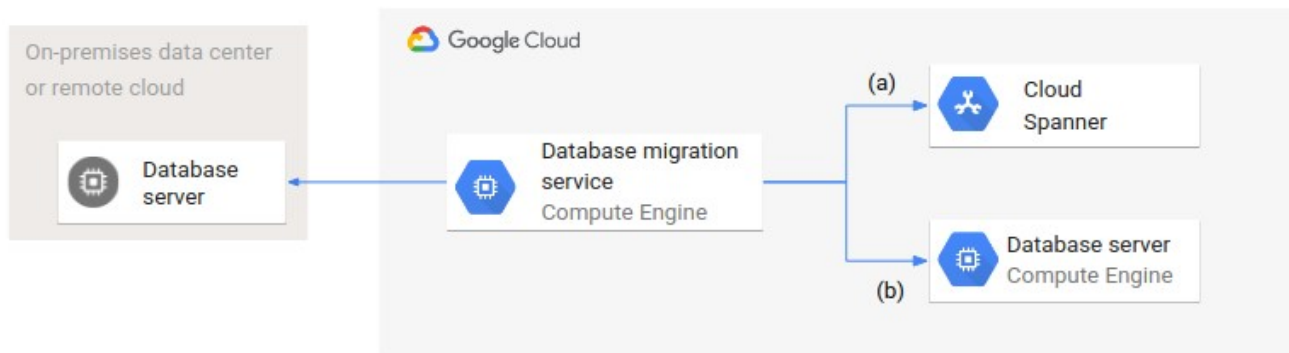 On-premises data center
or remote cloud
Database
server
Google Cloud
Database migration
service
Compute Engine
(a)
Cloud
Spanner
(b)
Database server
Compute Engine